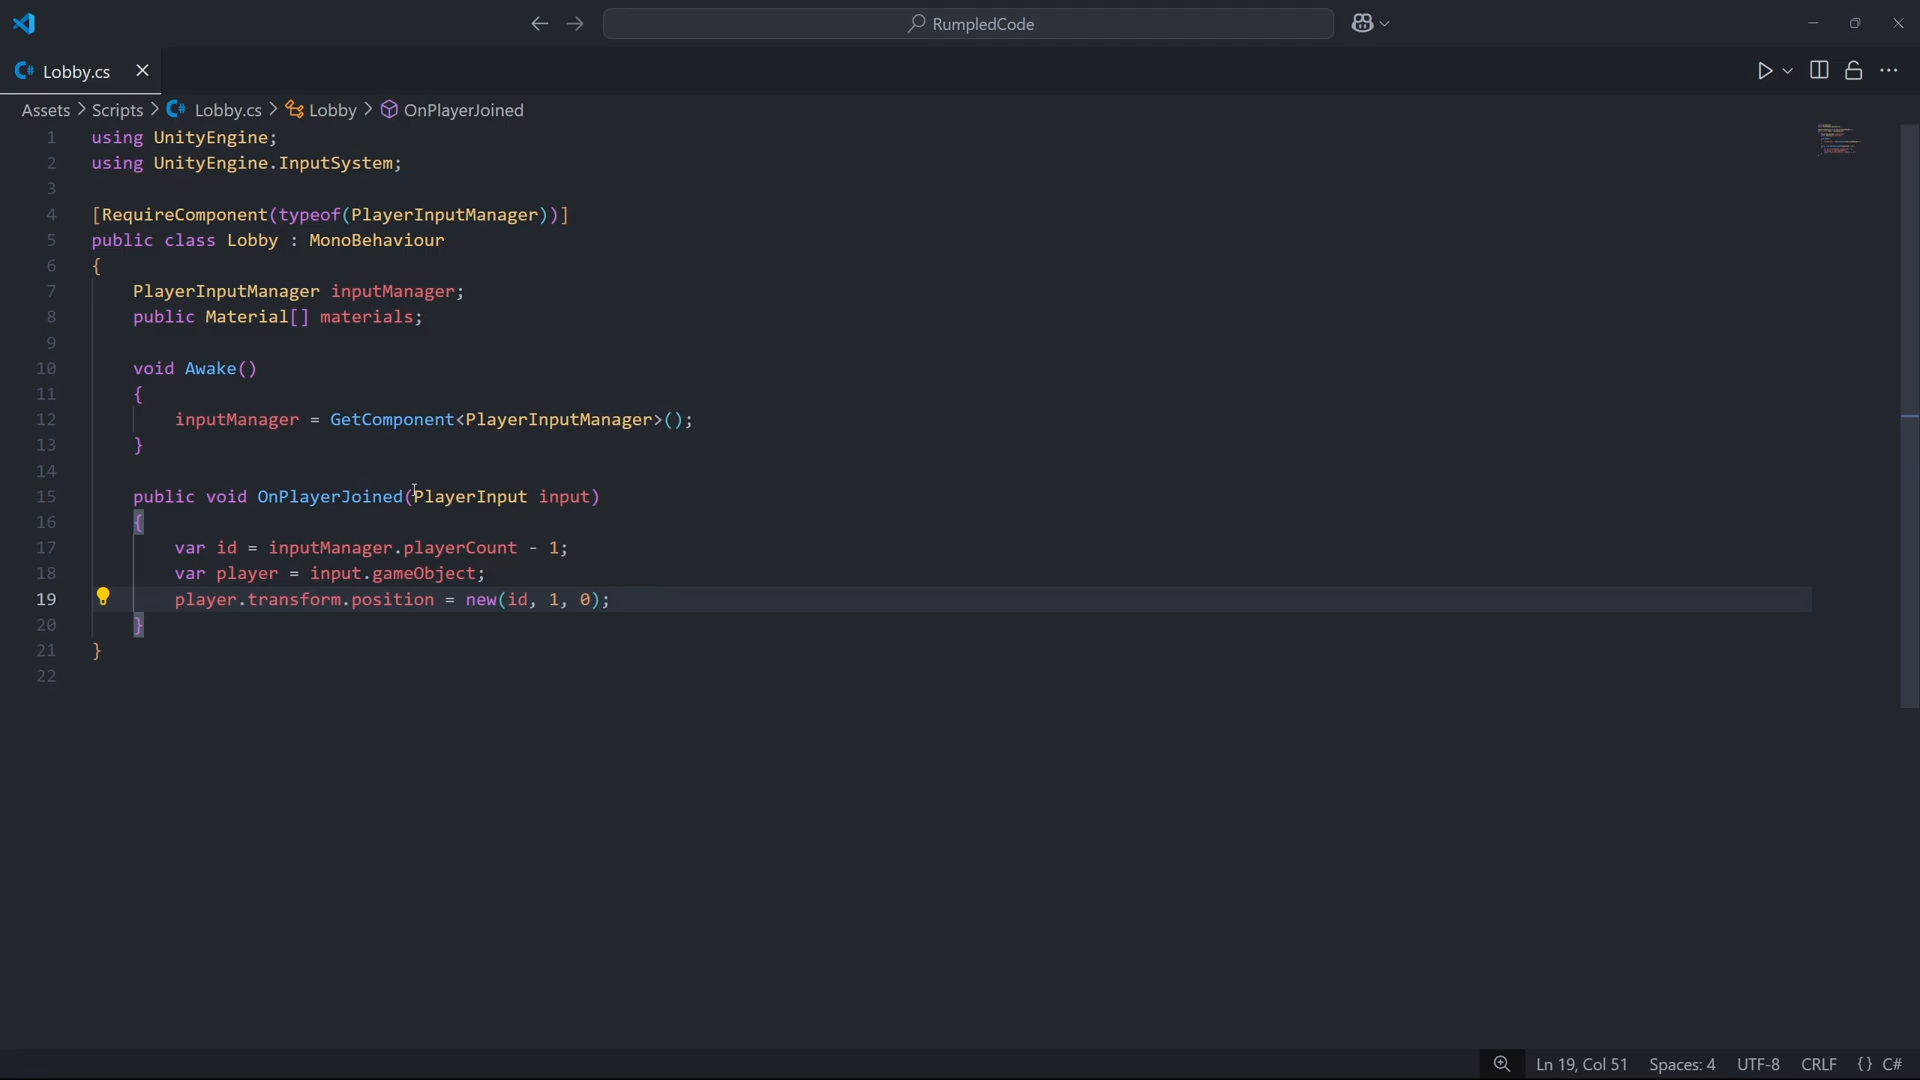 RumpledCode
Lobby.cs
Assets > Scripts > Lobby.cs > Lobby > OnPlayerJoined
1 using UnityEngine;
2 using UnityEngine.InputSystem;
3
4 [RequireComponent(typeof(PlayerInputManager))]
5 public class Lobby : MonoBehaviour
6 {
7 PlayerInputManager inputManager;
8 public Material[] materials;
9
10 void Awake()
11 {
12 inputManager = GetComponent<PlayerInputManager>();
13 }
14
15 public void OnPlayerJoined(PlayerInput input)
16 {
17 var id = inputManager.playerCount - 1;
18 var player = input.gameObject;
19 player.transform.position = new(id, 1, 0);
20 }
21 }
22
Ln 19, Col 51 Spaces: 4 UTF-8 CRLF {} C#